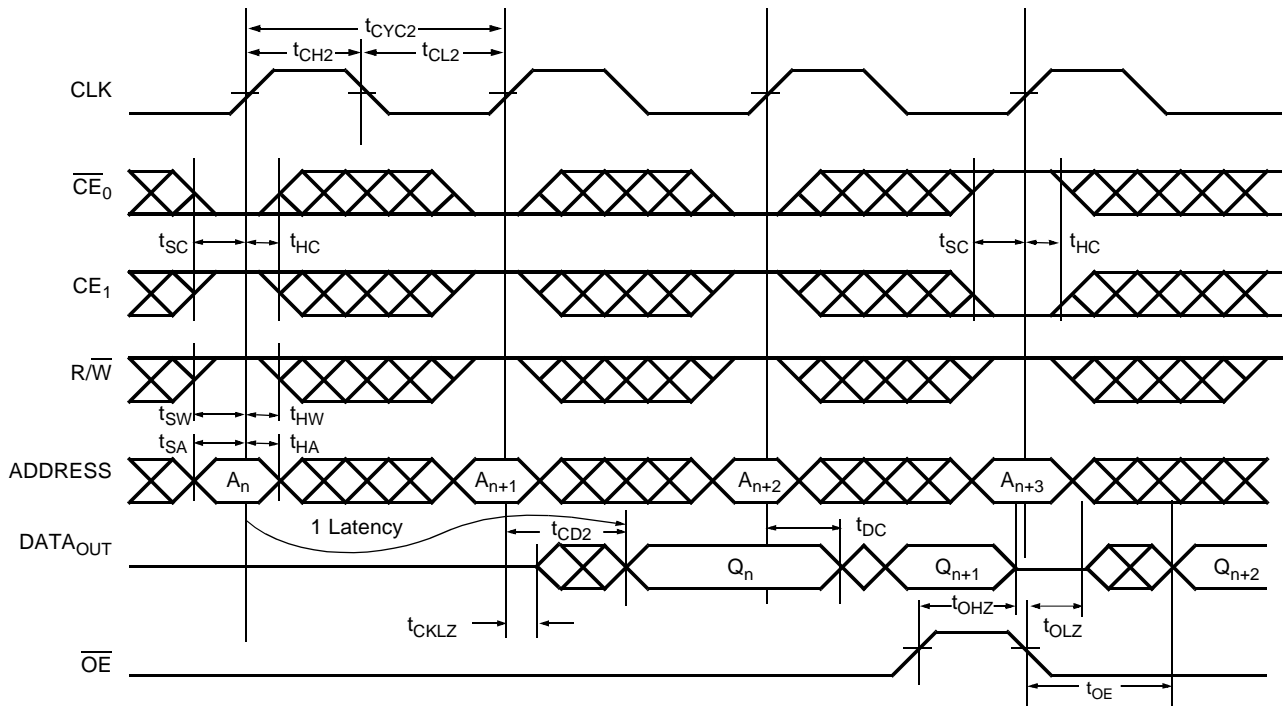 tCYC2
tCH2 tCL2
CLK
CE0
tSC tHC tSC tHC
CE1
R/W
tSW tHW
tSA tHA
ADDRESS An An+1 An+2 An+3
1 Latency tCD2 tDC
DATAOUT
Qn Qn+1 Qn+2
tOHZ
tCKLZ tOLZ
OE
tOE